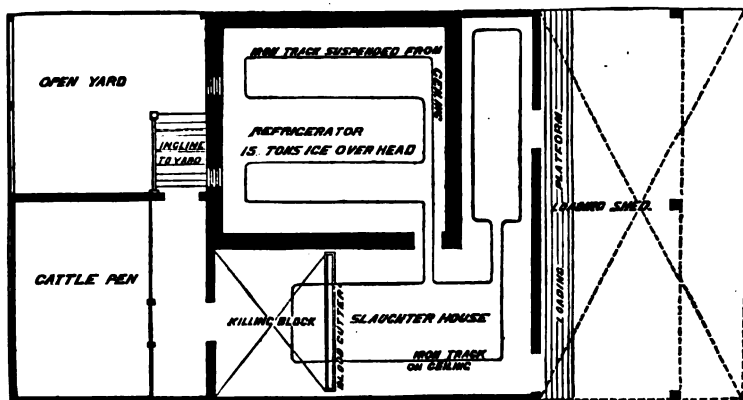 OPEN YARD
INCLINE
TO YARD
IRON TRACK SUSPENDED FROM
CEILING
REFRIGERATOR
15 TONS ICE OVER HEAD
CATTLE PEN
KILLING BLOCK
BLOOD GUTTER
SLAUGHTER HOUSE
IRON TRACK
ON CEILING
LOADING PLATFORM
LOADING SHED.